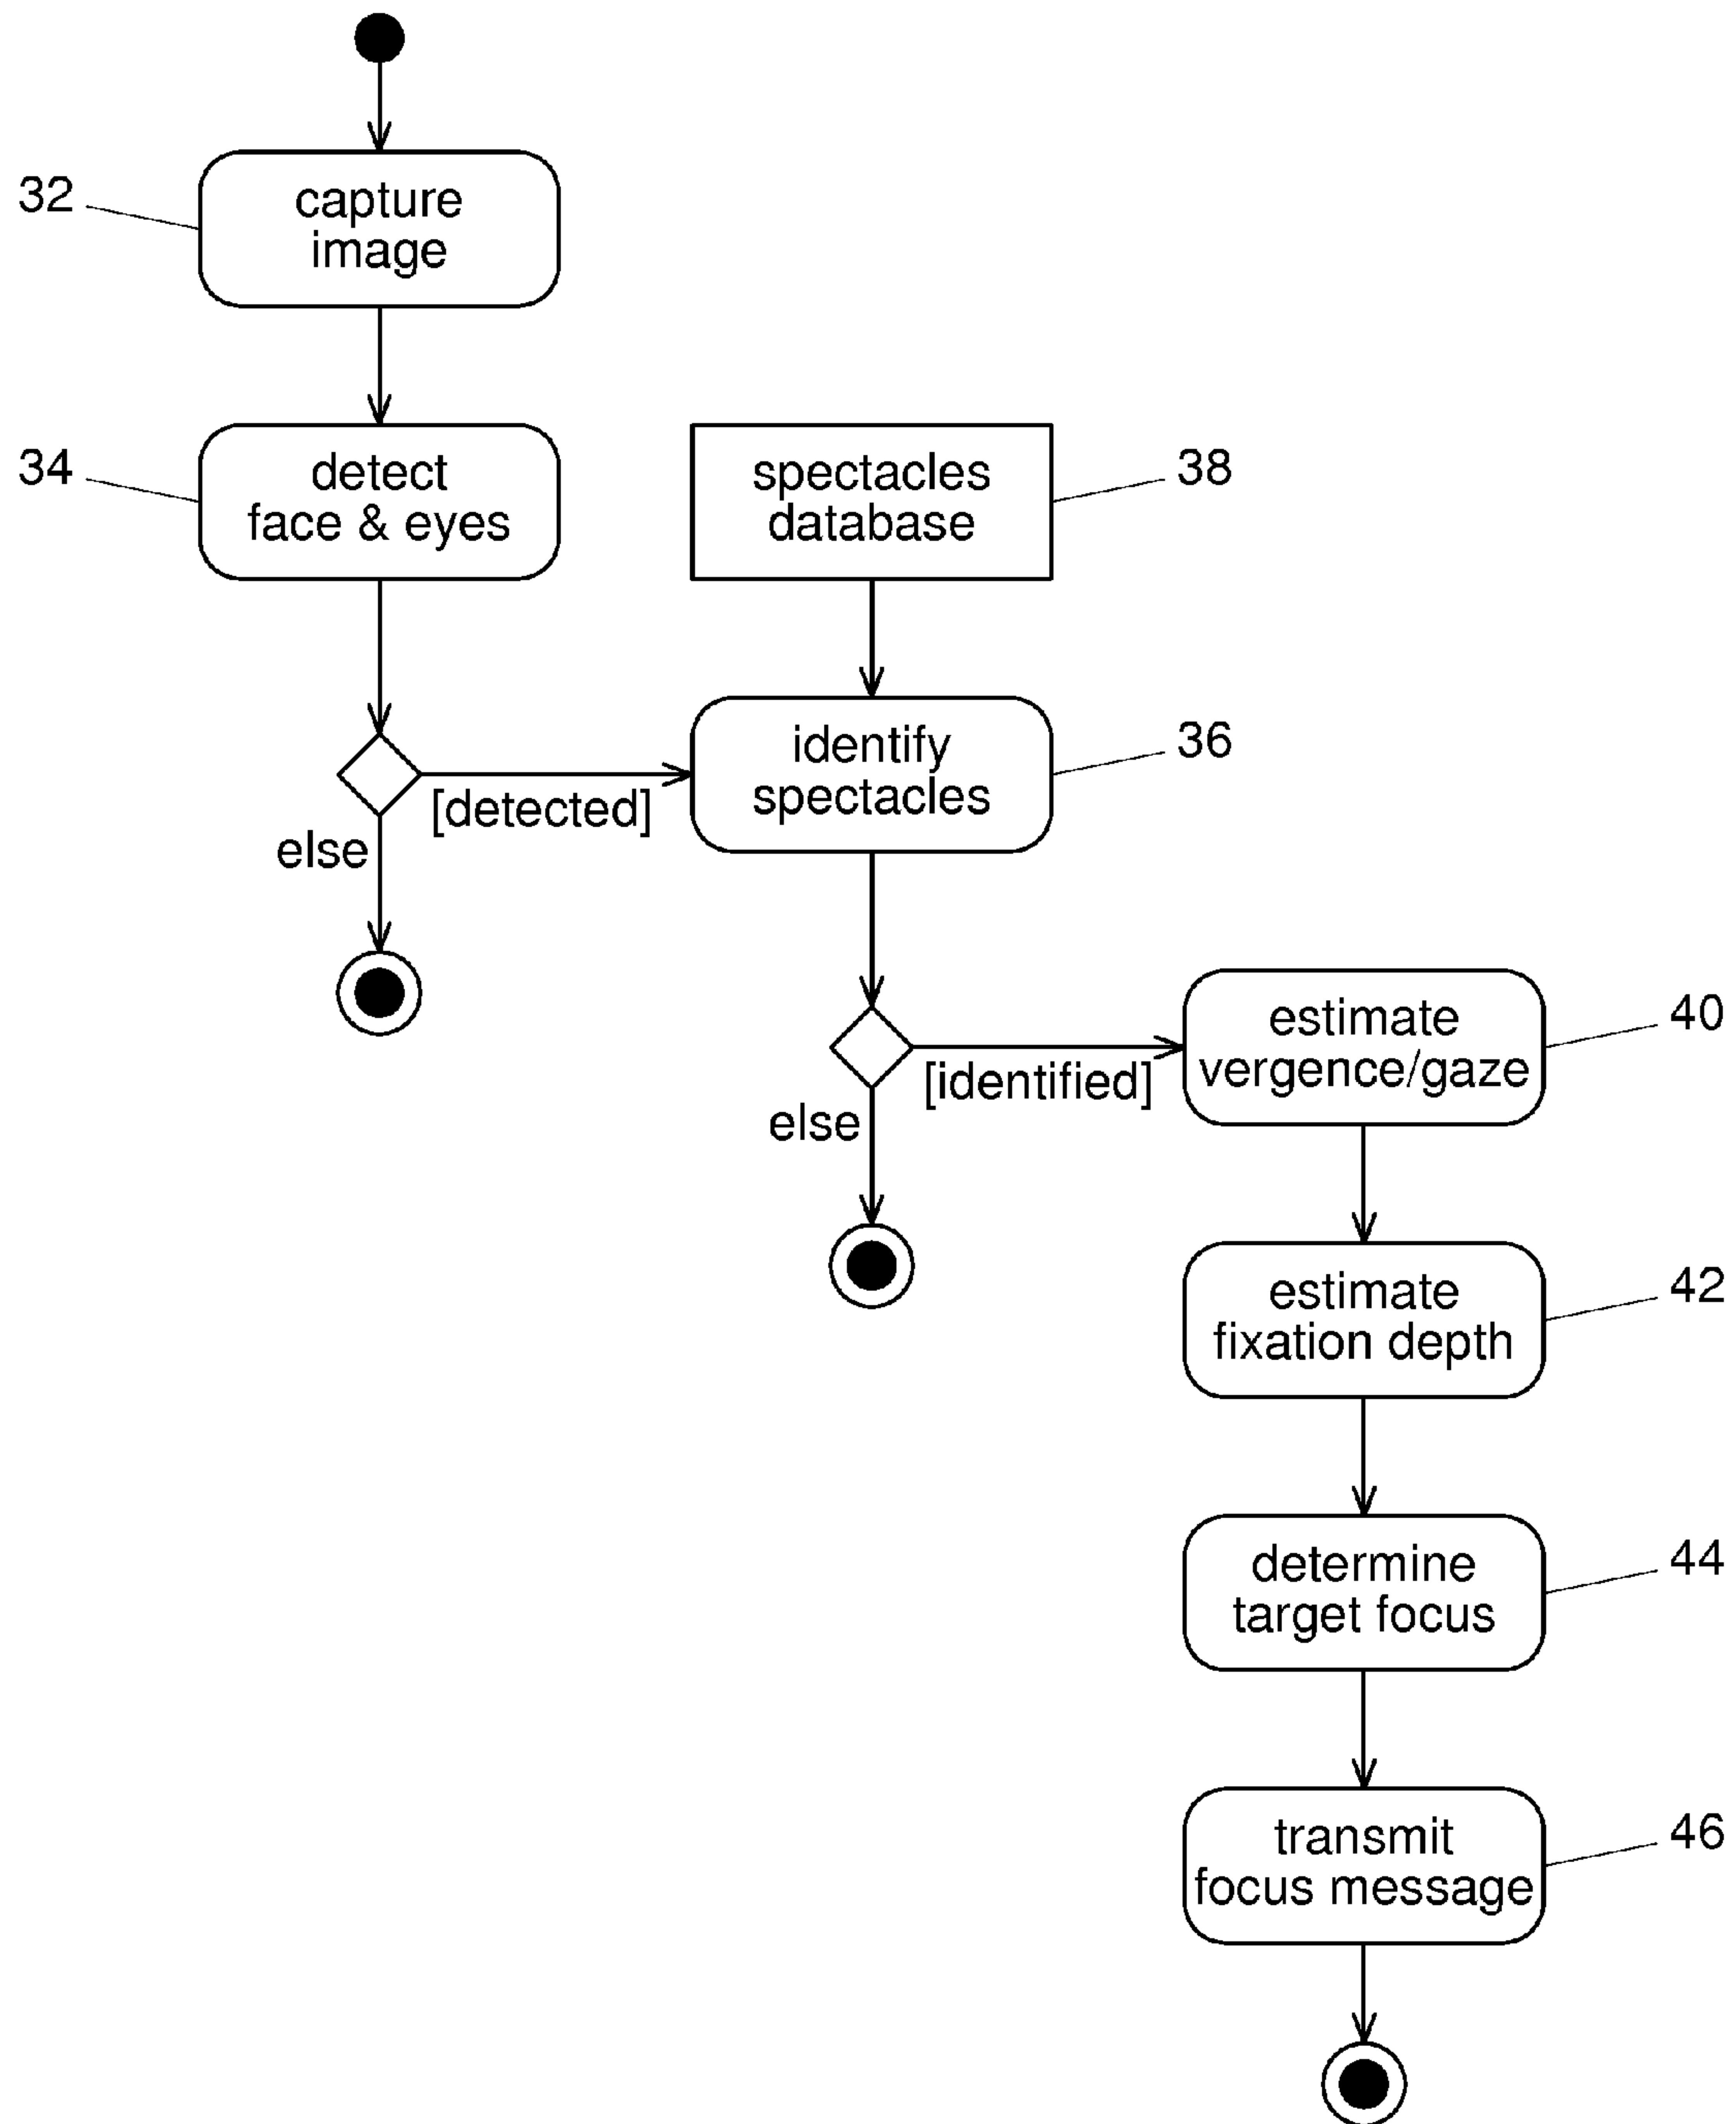 32
capture
image
34
detect
face & eyes
spectacles
database
38
identify
spectacles
36
[detected]
else
estimate
vergence/gaze
40
[identified]
else
estimate
fixation depth
42
determine
target focus
44
transmit
focus message
46